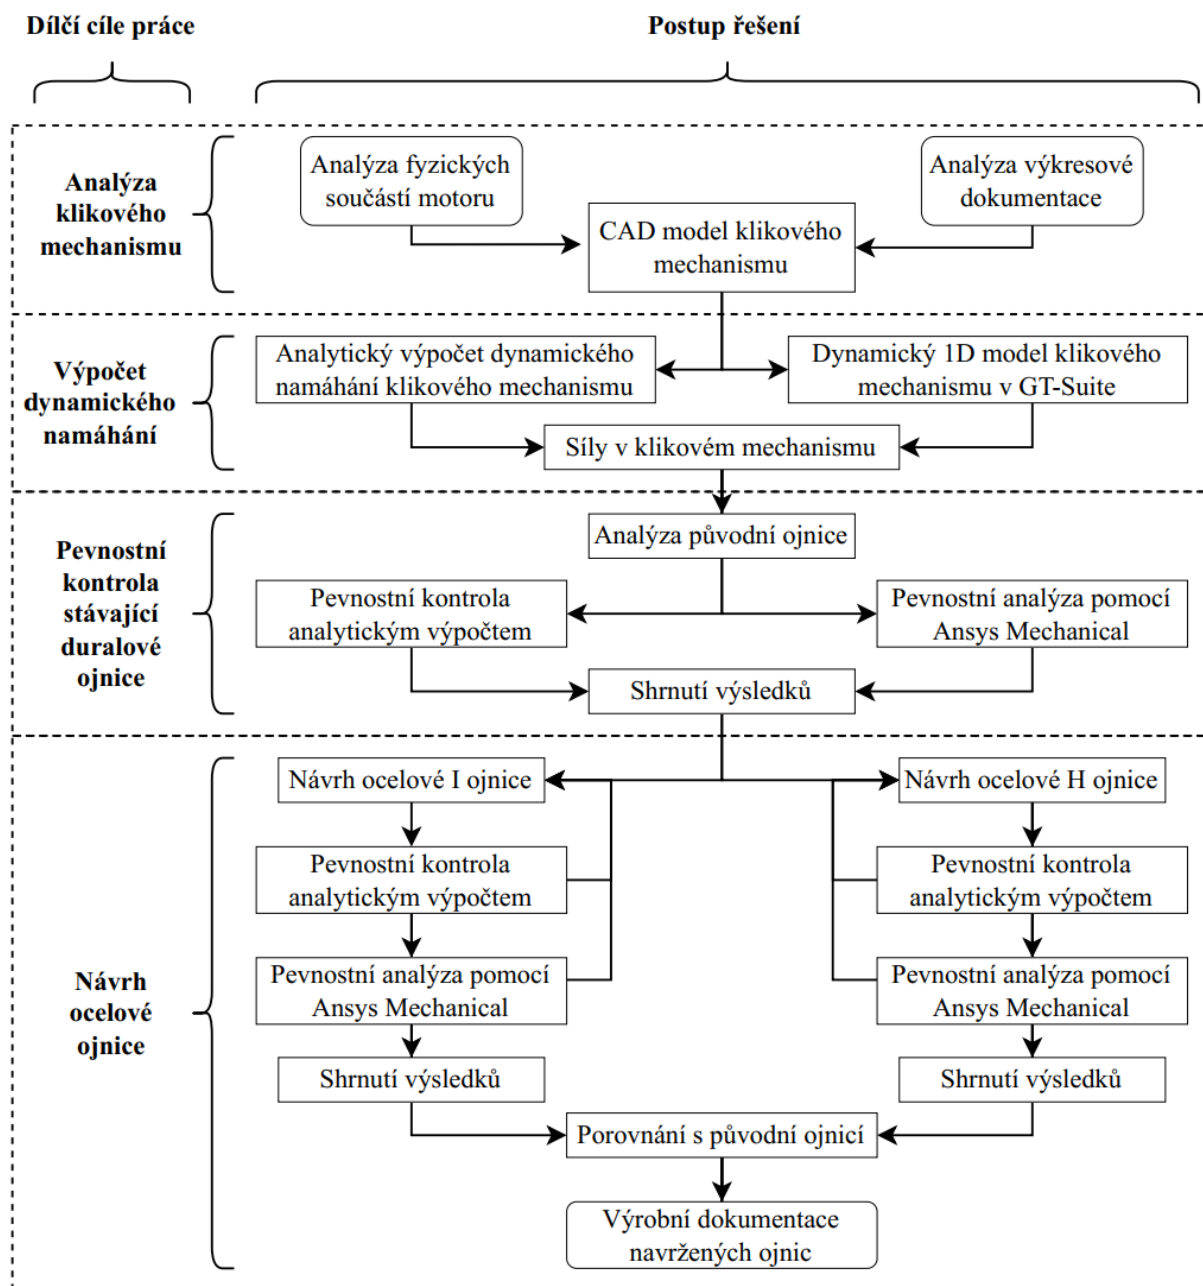 Dílčí cíle práce
Postup řešení
Analýza
klikového
mechanismu
Analýza fyzických
součástí motoru
Analýza výkresové
dokumentace
CAD model klikového
mechanismu
Výpočet
dynamického
namáhání
Analytický výpočet dynamického
namáhání klikového mechanismu
Dynamický 1D model klikového
mechanismu v GT-Suite
Síly v klikovém mechanismu
Pevnostní
kontrola
stávající
duralové
ojnice
Analýza původní ojnice
Pevnostní kontrola
analytickým výpočtem
Pevnostní analýza pomocí
Ansys Mechanical
Shrnutí výsledků
Návrh
ocelové
ojnice
Návrh ocelové I ojnice
Návrh ocelové H ojnice
Pevnostní kontrola
analytickým výpočtem
Pevnostní kontrola
analytickým výpočtem
Pevnostní analýza pomocí
Ansys Mechanical
Pevnostní analýza pomocí
Ansys Mechanical
Shrnutí výsledků
Shrnutí výsledků
Porovnání s původní ojnicí
Výrobní dokumentace
navržených ojnic